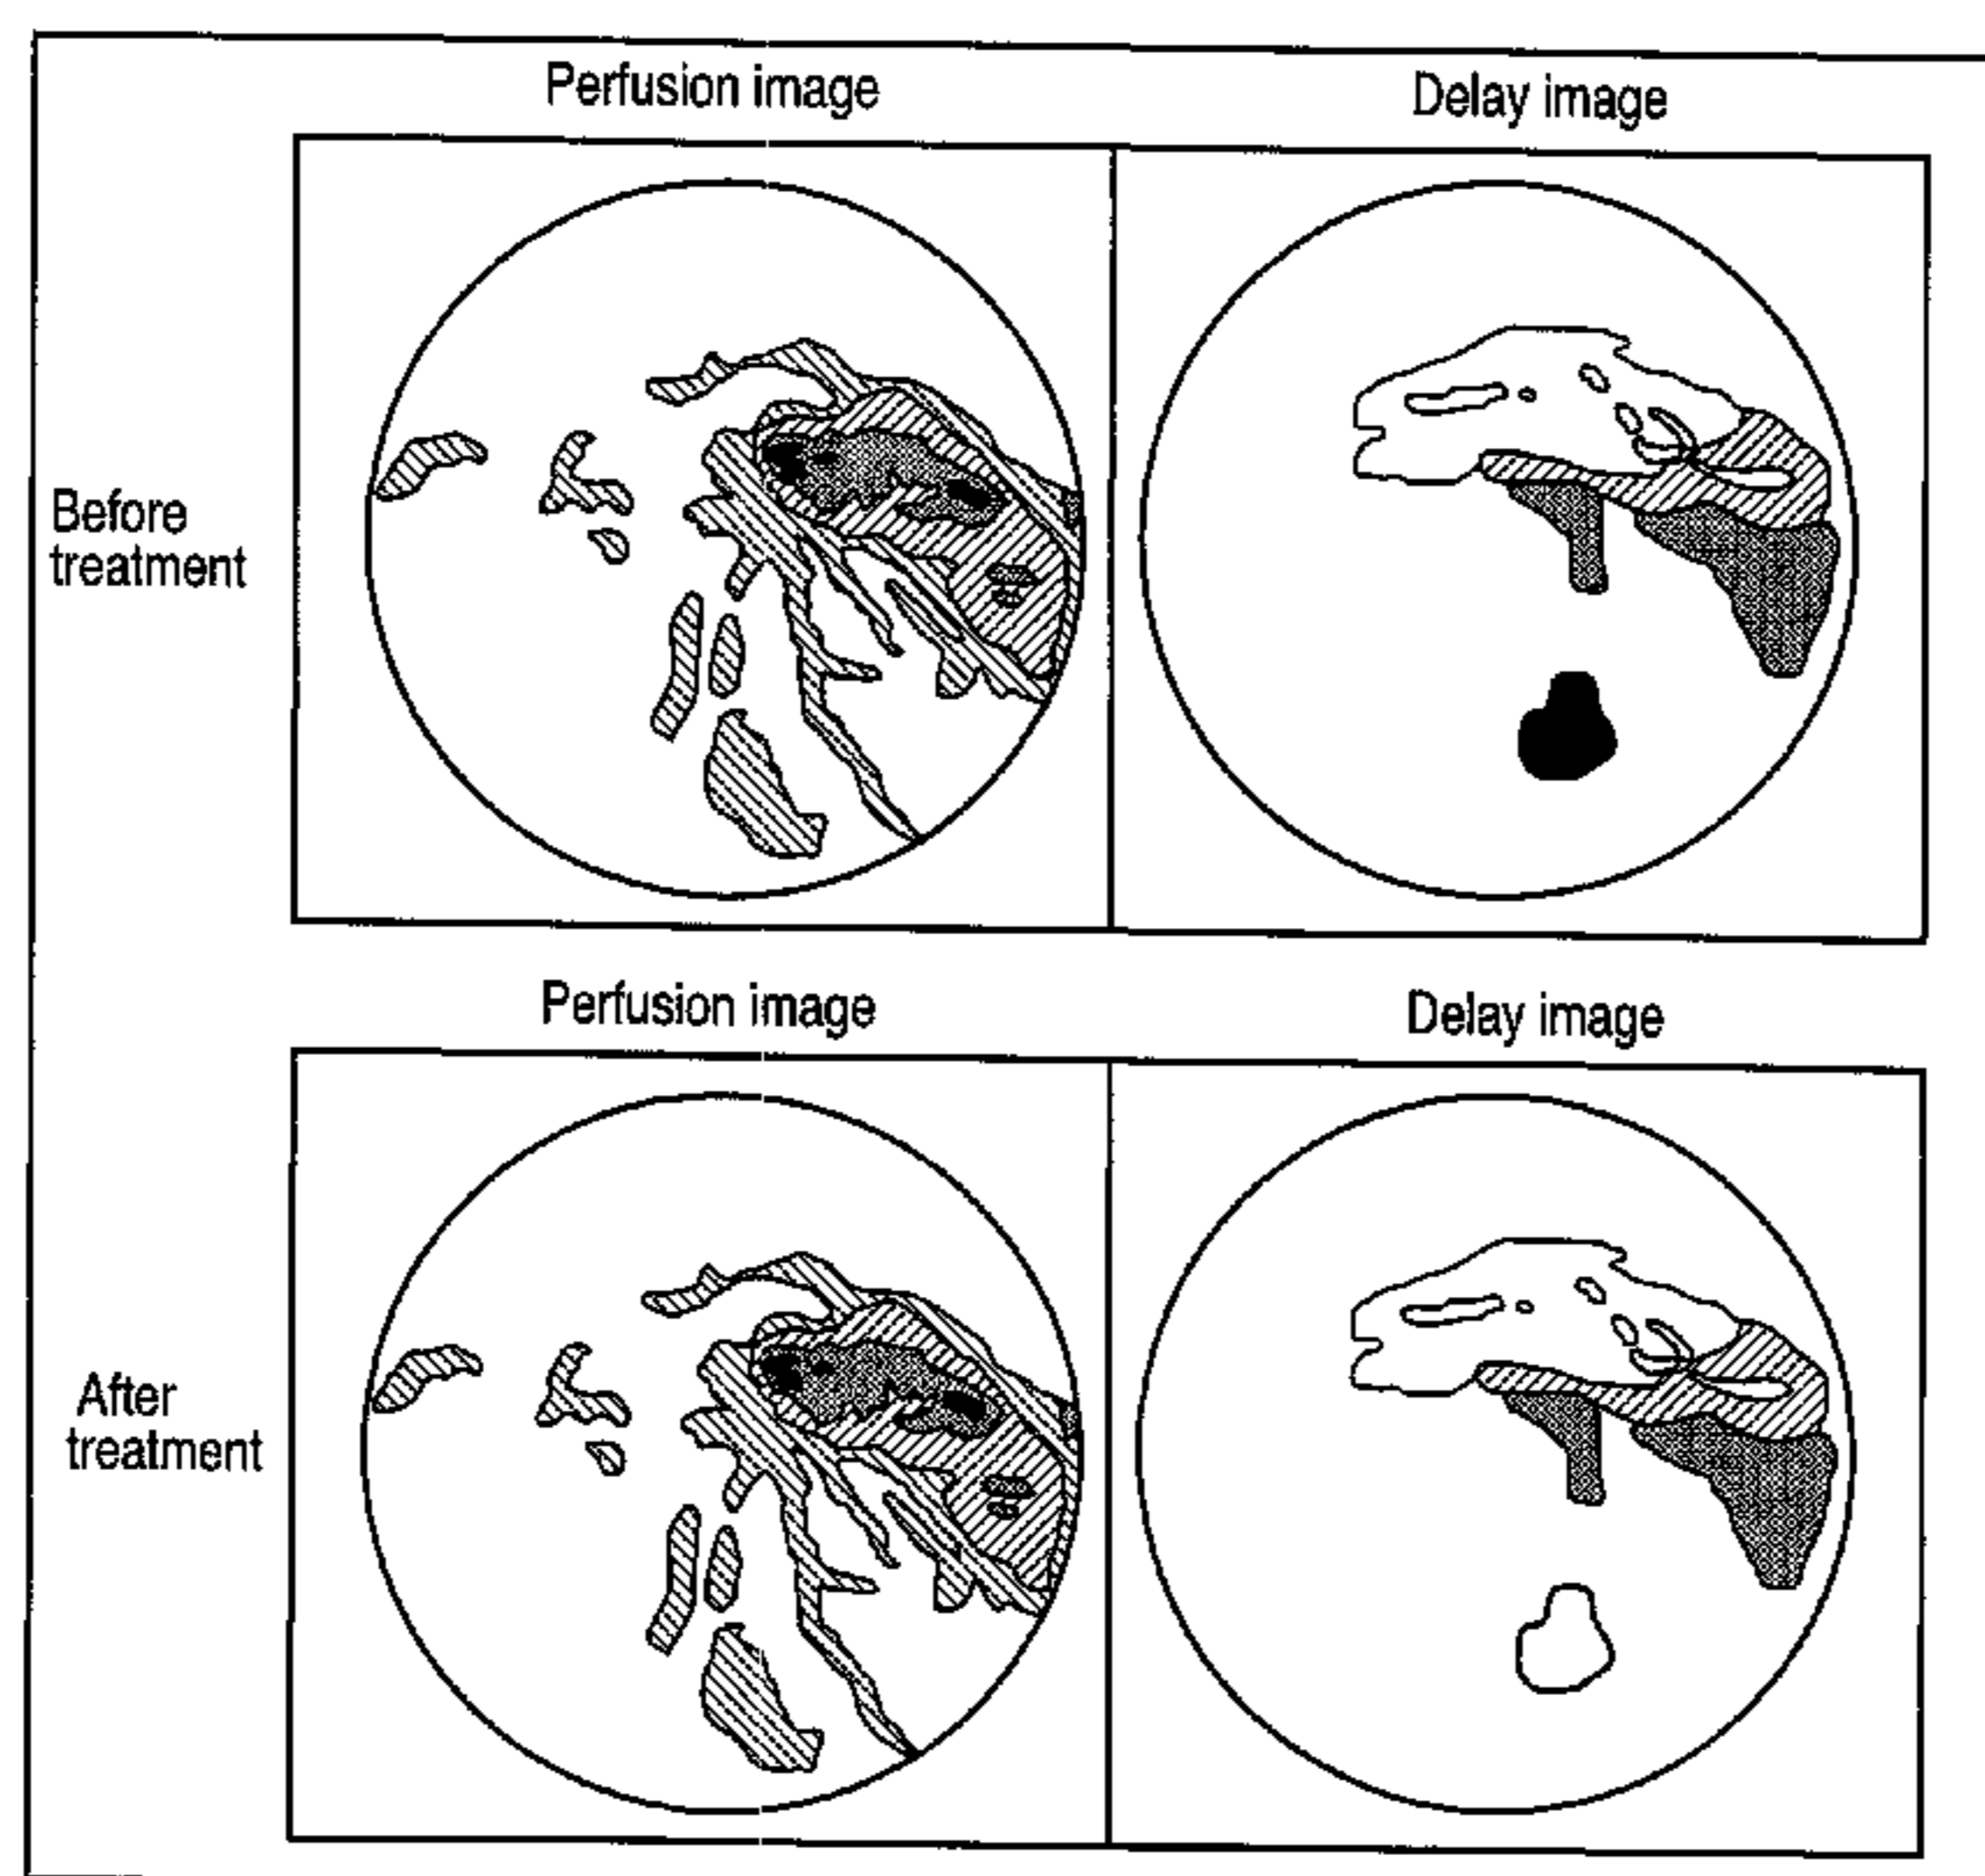 Perfusion image
Delay image
Before
treatment
Perfusion image
Delay image
After
treatment